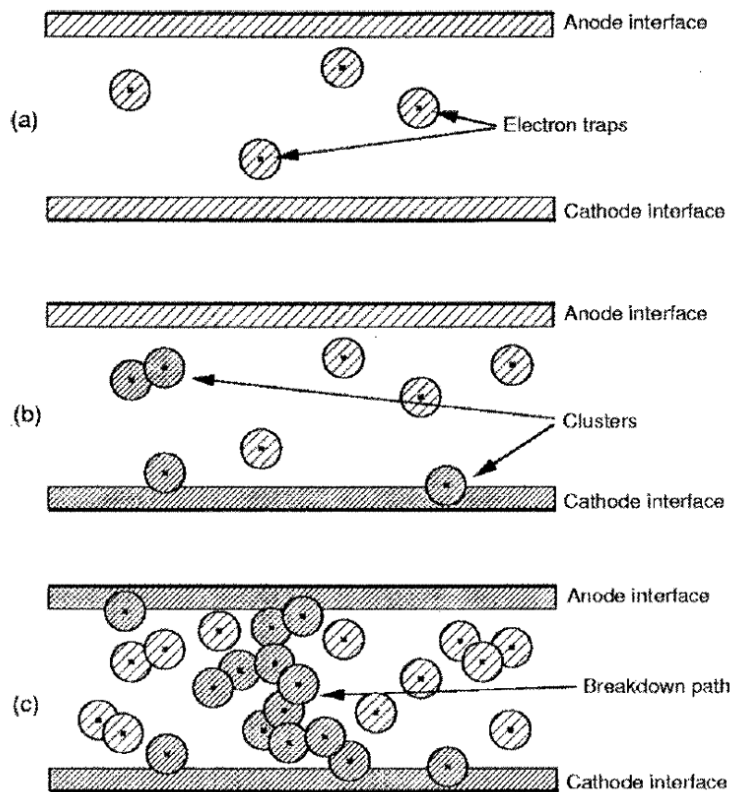 Anode interface
(a)
Electron traps
Cathode interface
Anode interface
(b)
Clusters
Cathode interface
Anode interface
(c)
Breakdown path
Cathode interface